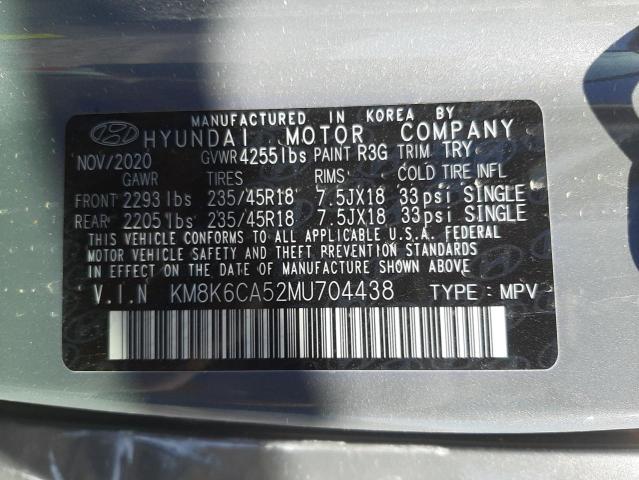 MANUFACTURED IN KOREA BY
HYUNDAI MOTOR COMPANY
NOV/2020 GVWR 4255lbs PAINT R3G TRIM TRY
GAWR TIRES RIMS COLD TIRE INFL
FRONT 2293 lbs 235/45R18 7.5JX18 33psi SINGLE
REAR 2205 lbs 235/45R18 7.5JX18 33psi SINGLE
THIS VEHICLE CONFORMS TO ALL APPLICABLE U.S.A. FEDERAL
MOTOR VEHICLE SAFETY AND THEFT PREVENTION STANDARDS
IN EFFECT ON THE DATE OF MANUFACTURE SHOWN ABOVE
V.I.N KM8K6CA52MU704438 TYPE : MPV